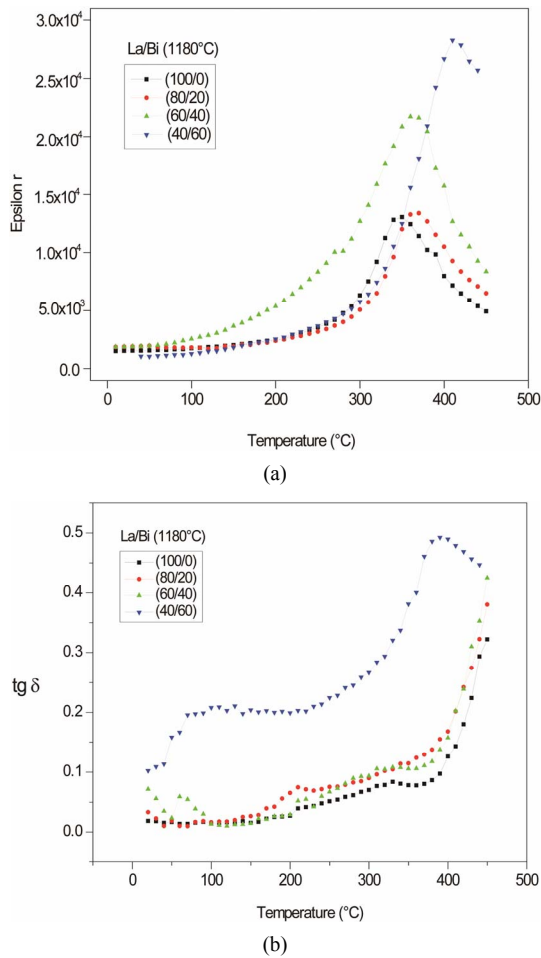 3.0x10⁴
La/Bi (1180°C)
2.5x10⁴
(100/0)
(80/20)
(60/40)
2.0x10⁴
(40/60)
Epsilon r
1.5x10⁴
1.0x10⁴
5.0x10³
0.0
0 100 200 300 400 500
Temperature (°C)
(a)
La/Bi (1180°C)
0.5
(100/0)
(80/20)
(60/40)
0.4
(40/60)
0.3
tg δ
0.2
0.1
0.0
0 100 200 300 400 500
Temperature (°C)
(b)